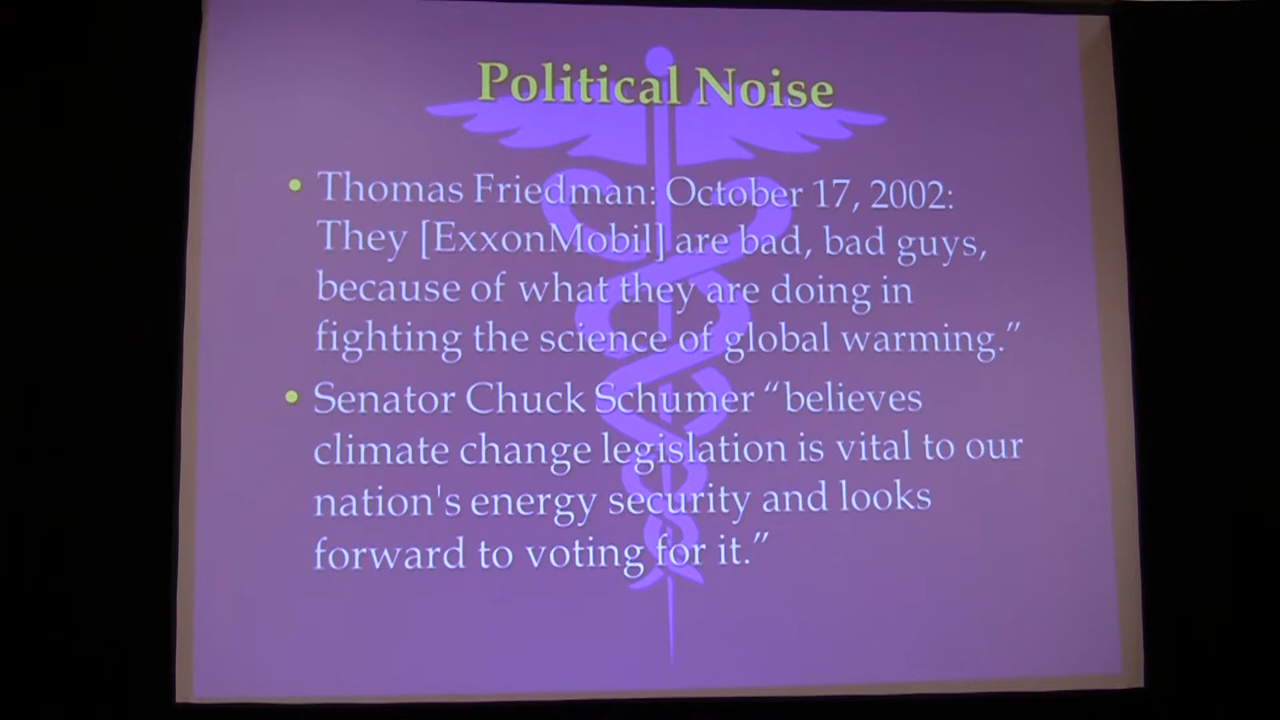 Political Noise
• Thomas Friedman: October 17, 2002:
They [ExxonMobil] are bad, bad guys,
because of what they are doing in
fighting the science of global warming.”
• Senator Chuck Schumer “believes
climate change legislation is vital to our
nation's energy security and looks
forward to voting for it.”